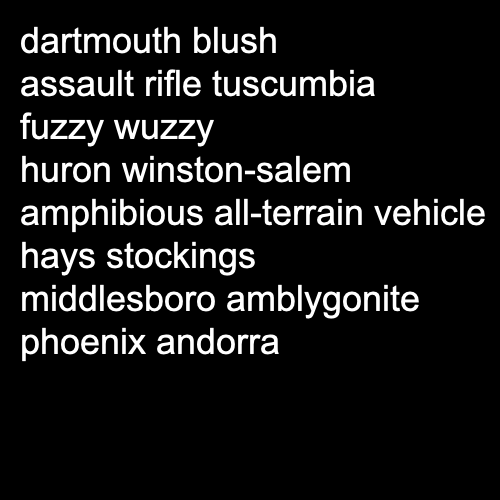 dartmouth blush
assault rifle tuscumbia
fuzzy wuzzy
huron winston-salem
amphibious all-terrain vehicle
hays stockings
middlesboro amblygonite
phoenix andorra